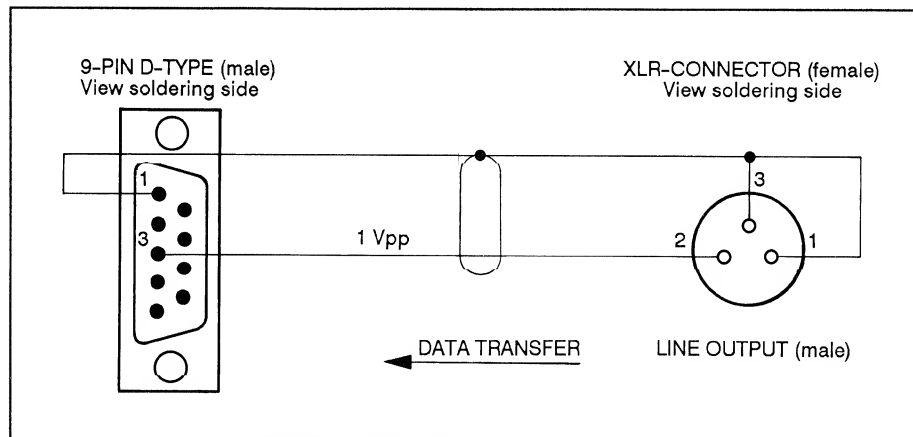 9-PIN D-TYPE (male)
View soldering side
XLR-CONNECTOR (female)
View soldering side
1
3
3
1 Vpp
2
1
DATA TRANSFER
LINE OUTPUT (male)